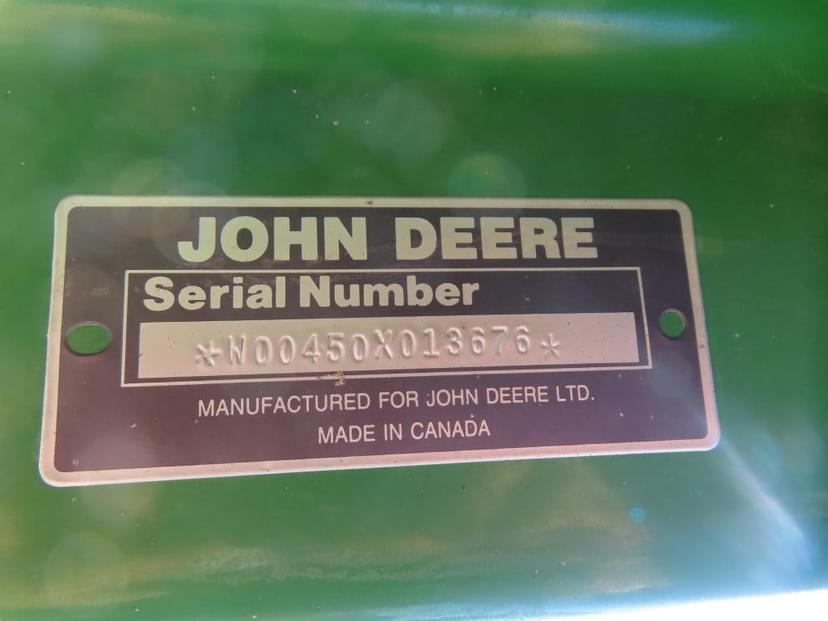 JOHN DEERE
Serial Number
*W00450X013676*
MANUFACTURED FOR JOHN DEERE LTD.
MADE IN CANADA